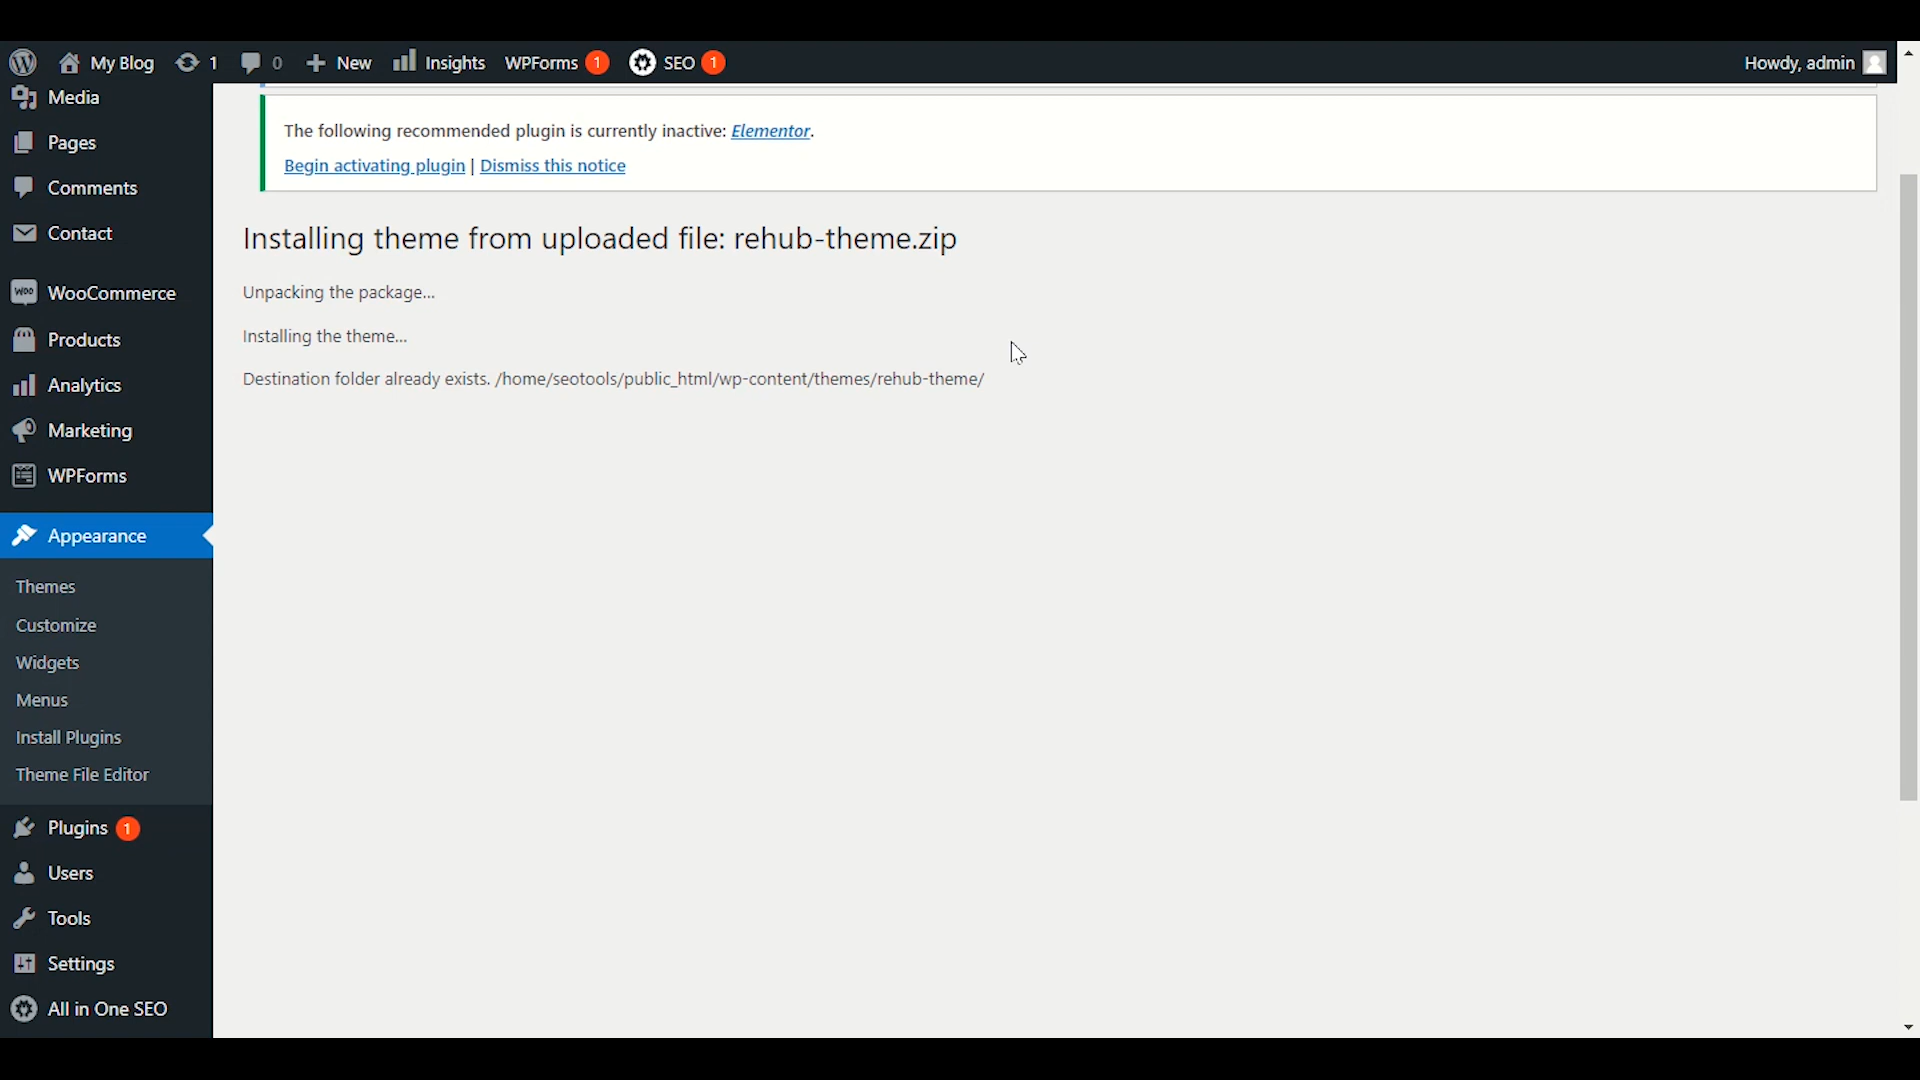 My Blog 1 0 New Insights WPForms 1 SEO 1 Howdy, admin
Media
Pages
Comments
Contact
WOO WooCommerce
Products
Analytics
Marketing
WPForms
Appearance
Themes
Customize
Widgets
Menus
Install Plugins
Theme File Editor
Plugins 1
Users
Tools
Settings
All in One SEO
The following recommended plugin is currently inactive: Elementor.
Begin activating plugin | Dismiss this notice
Installing theme from uploaded file: rehub-theme.zip
Unpacking the package...
Installing the theme...
Destination folder already exists. /home/seotools/public_html/wp-content/themes/rehub-theme/